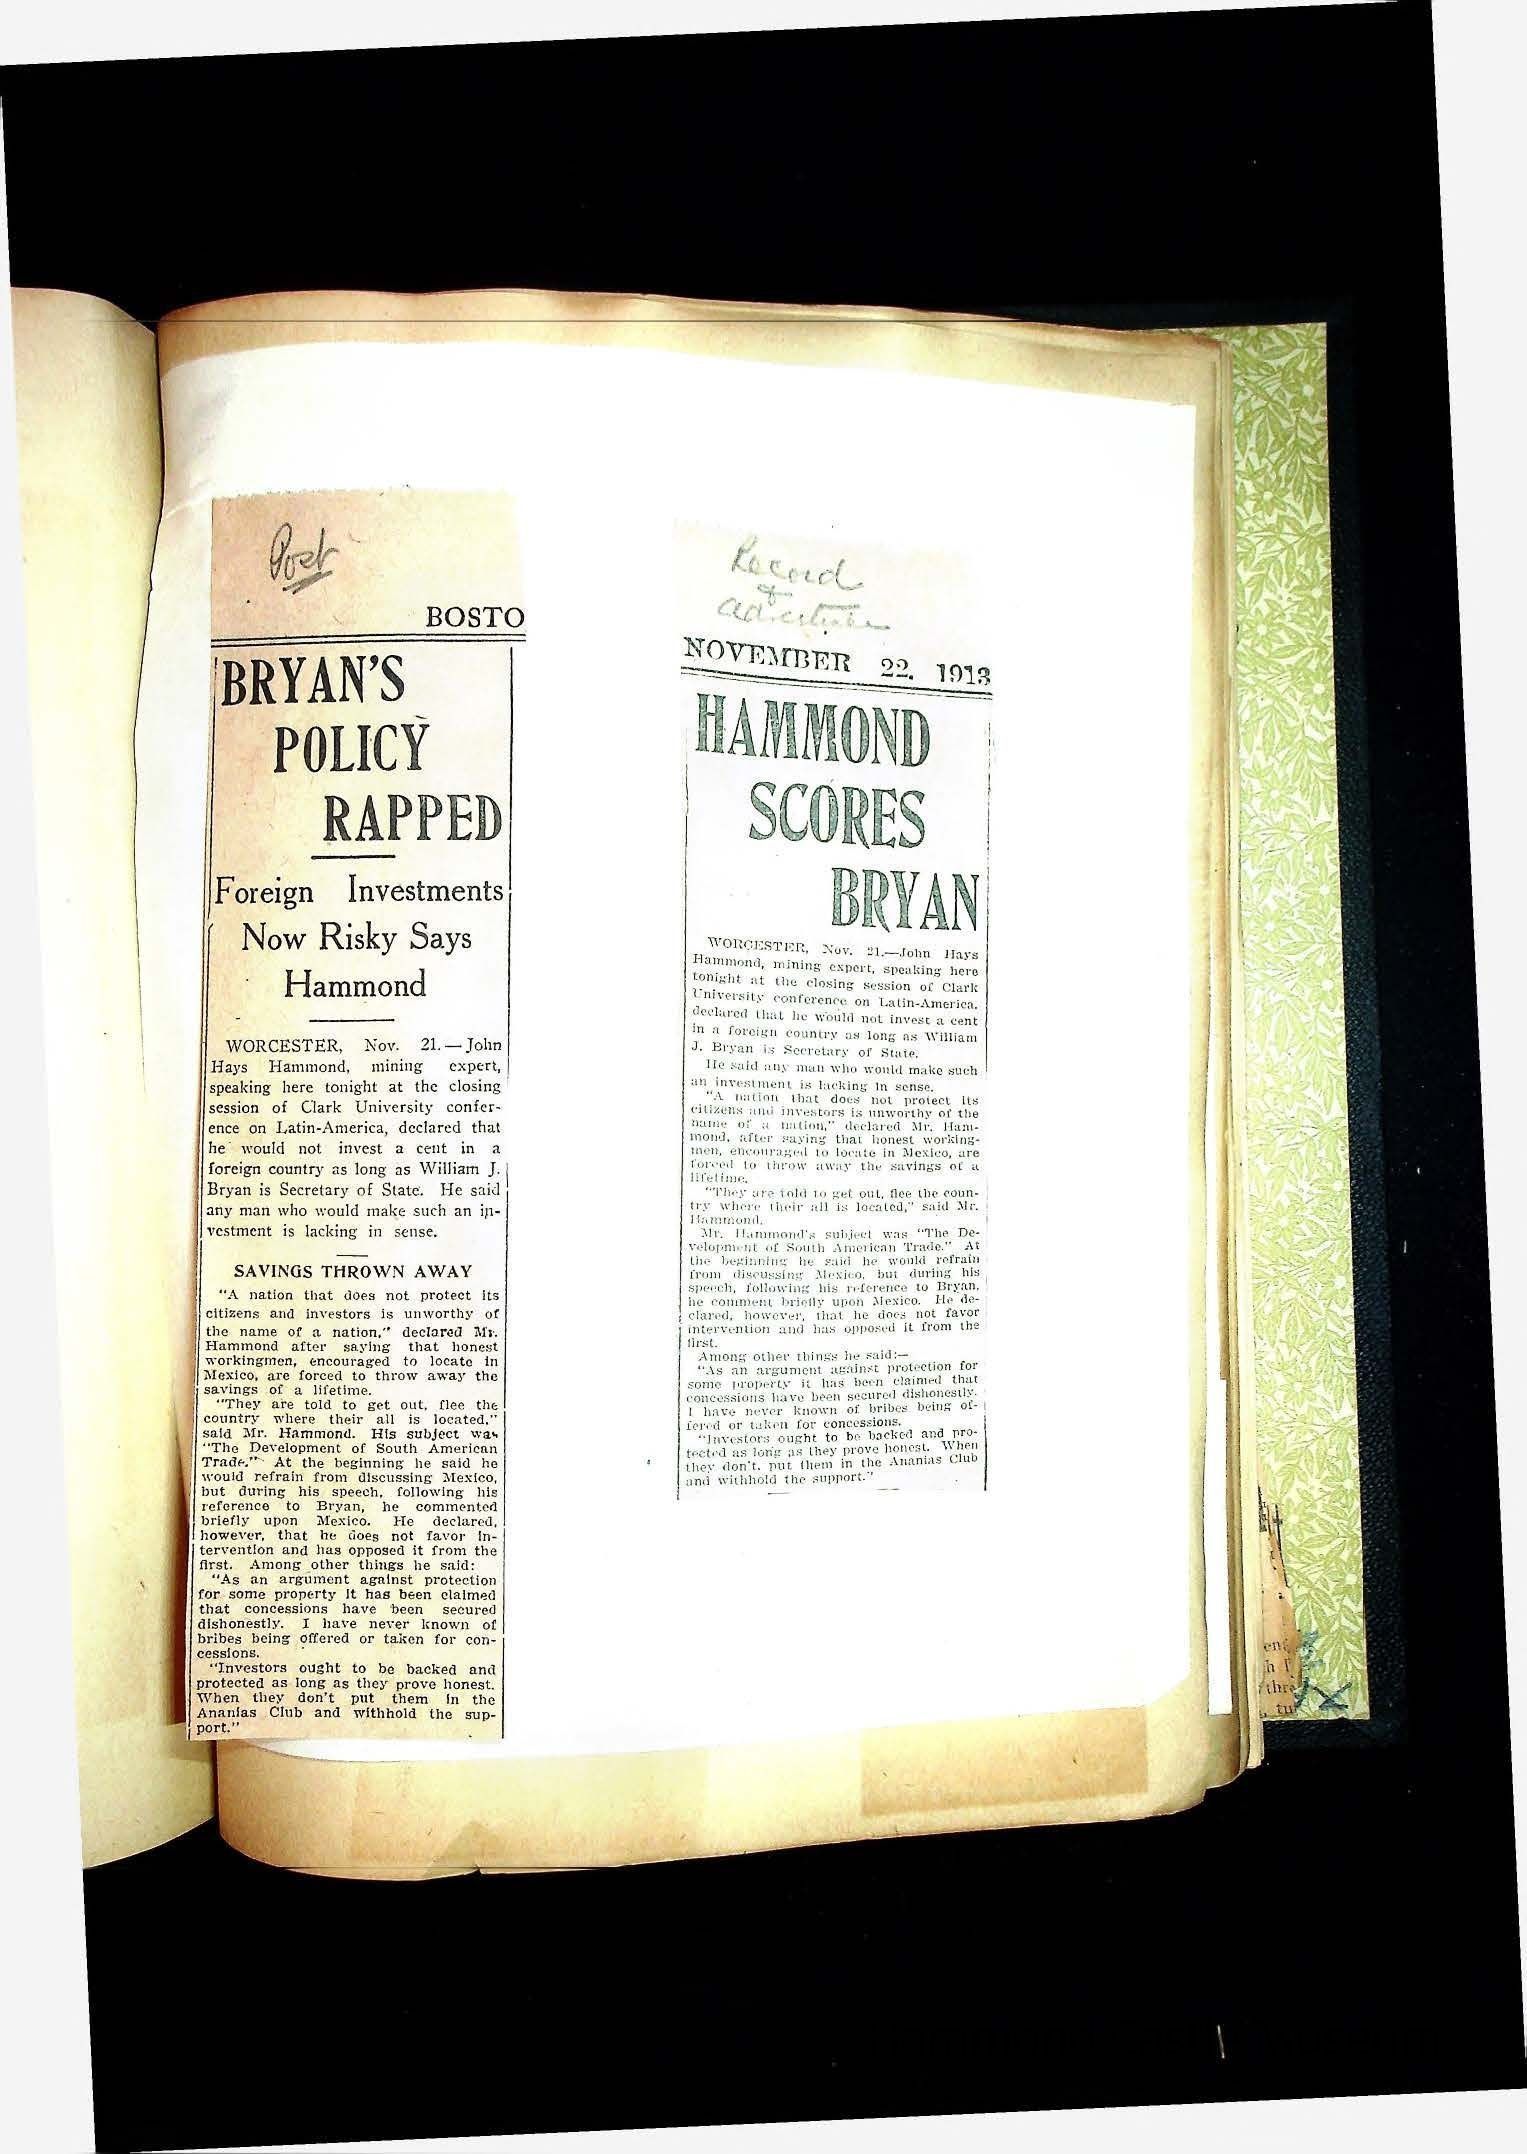 Post
BOSTO
BRYAN'S
POLICY
RAPPED
Foreign Investments
Now Risky Says
Hammond
WORCESTER, Nov. 21.—John
Hays Hammond, mining expert,
speaking here tonight at the closing
session of Clark University confer-
ence on Latin-America, declared that
he would not invest a cent in a
foreign country as long as William J.
Bryan is Secretary of State. He said
any man who would make such an in-
vestment is lacking in sense.
SAVINGS THROWN AWAY
"A nation that does not protect its
citizens and investors is unworthy of
the name of a nation," declared Mr.
Hammond after saying that honest
workingmen, encouraged to locate in
Mexico, are forced to throw away the
savings of a lifetime.
"They are told to get out, flee the
country where their all is located,"
said Mr. Hammond. His subject was
"The Development of South American
Trade." At the beginning he said he
would refrain from discussing Mexico,
but during his speech, following his
reference to Bryan, he commented
briefly upon Mexico. He declared,
however, that he does not favor in-
tervention and has opposed it from the
first. Among other things he said:
"As an argument against protection
for some property it has been claimed
that concessions have been secured
dishonestly. I have never known of
bribes being offered or taken for con-
cessions.
"Investors ought to be backed and
protected as long as they prove honest.
When they don't put them in the
Ananias Club and withhold the sup-
port."
Record
&
NOVEMBER 22, 1913
HAMMOND
SCORES
BRYAN
WORCESTER, Nov. 21.—John Hays
Hammond, mining expert, speaking here
tonight at the closing session of Clark
University conference on Latin-America,
declared that he would not invest a cent
in a foreign country as long as William
J. Bryan is Secretary of State.
He said any man who would make such
an investment is lacking in sense.
"A nation that does not protect its
citizens and investors is unworthy of the
name of a nation," declared Mr. Ham-
mond, after saying that honest working-
men, encouraged to locate in Mexico, are
forced to throw away the savings of a
lifetime.
"They are told to get out, flee the coun-
try where their all is located," said Mr.
Hammond.
Mr. Hammond's subject was "The De-
velopment of South American Trade." At
the beginning he said he would refrain
from discussing Mexico, but during his
speech, following his reference to Bryan,
he comment briefly upon Mexico. He de-
clared, however, that he does not favor
intervention and has opposed it from the
first.
Among other things he said:—
"As an argument against protection for
some property it has been claimed that
concessions have been secured dishonestly.
I have never known of bribes being of-
fered or taken for concessions.
"Investors ought to be backed and pro-
tected as long as they prove honest. When
they don't, put them in the Ananias Club
and withhold the support."